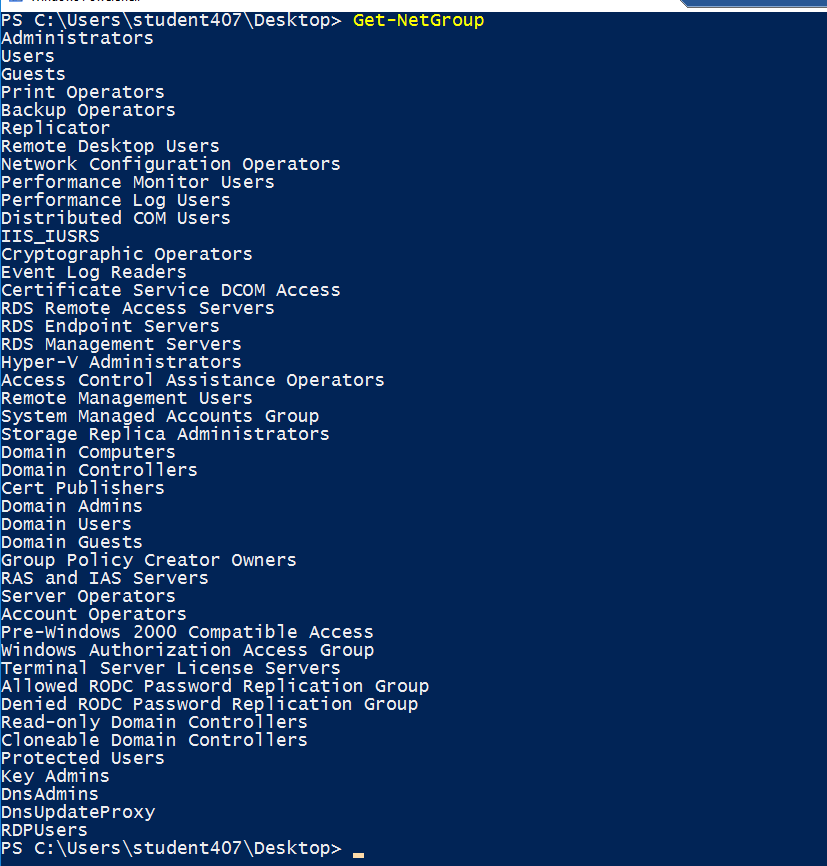 PS C:\Users\student407\Desktop> Get-NetGroup
Administrators
Users
Guests
Print Operators
Backup Operators
Replicator
Remote Desktop Users
Network Configuration Operators
Performance Monitor Users
Performance Log Users
Distributed COM Users
IIS_IUSRS
Cryptographic Operators
Event Log Readers
Certificate Service DCOM Access
RDS Remote Access Servers
RDS Endpoint Servers
RDS Management Servers
Hyper-V Administrators
Access Control Assistance Operators
Remote Management Users
System Managed Accounts Group
Storage Replica Administrators
Domain Computers
Domain Controllers
Cert Publishers
Domain Admins
Domain Users
Domain Guests
Group Policy Creator Owners
RAS and IAS Servers
Server Operators
Account Operators
Pre-Windows 2000 Compatible Access
Windows Authorization Access Group
Terminal Server License Servers
Allowed RODC Password Replication Group
Denied RODC Password Replication Group
Read-only Domain Controllers
Cloneable Domain Controllers
Protected Users
Key Admins
DnsAdmins
DnsUpdateProxy
RDPUsers
PS C:\Users\student407\Desktop>